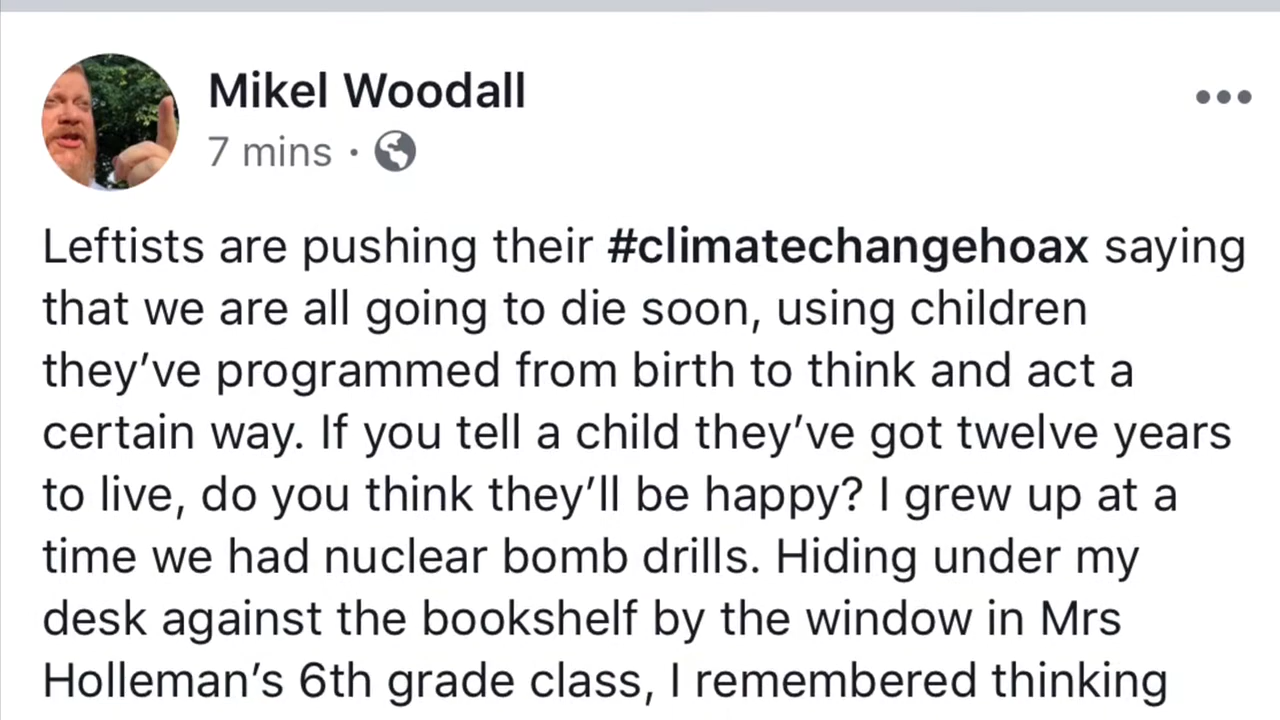 Mikel Woodall
7 mins ·
Leftists are pushing their #climatechangehoax saying
that we are all going to die soon, using children
they’ve programmed from birth to think and act a
certain way. If you tell a child they’ve got twelve years
to live, do you think they’ll be happy? I grew up at a
time we had nuclear bomb drills. Hiding under my
desk against the bookshelf by the window in Mrs
Holleman’s 6th grade class, I remembered thinking